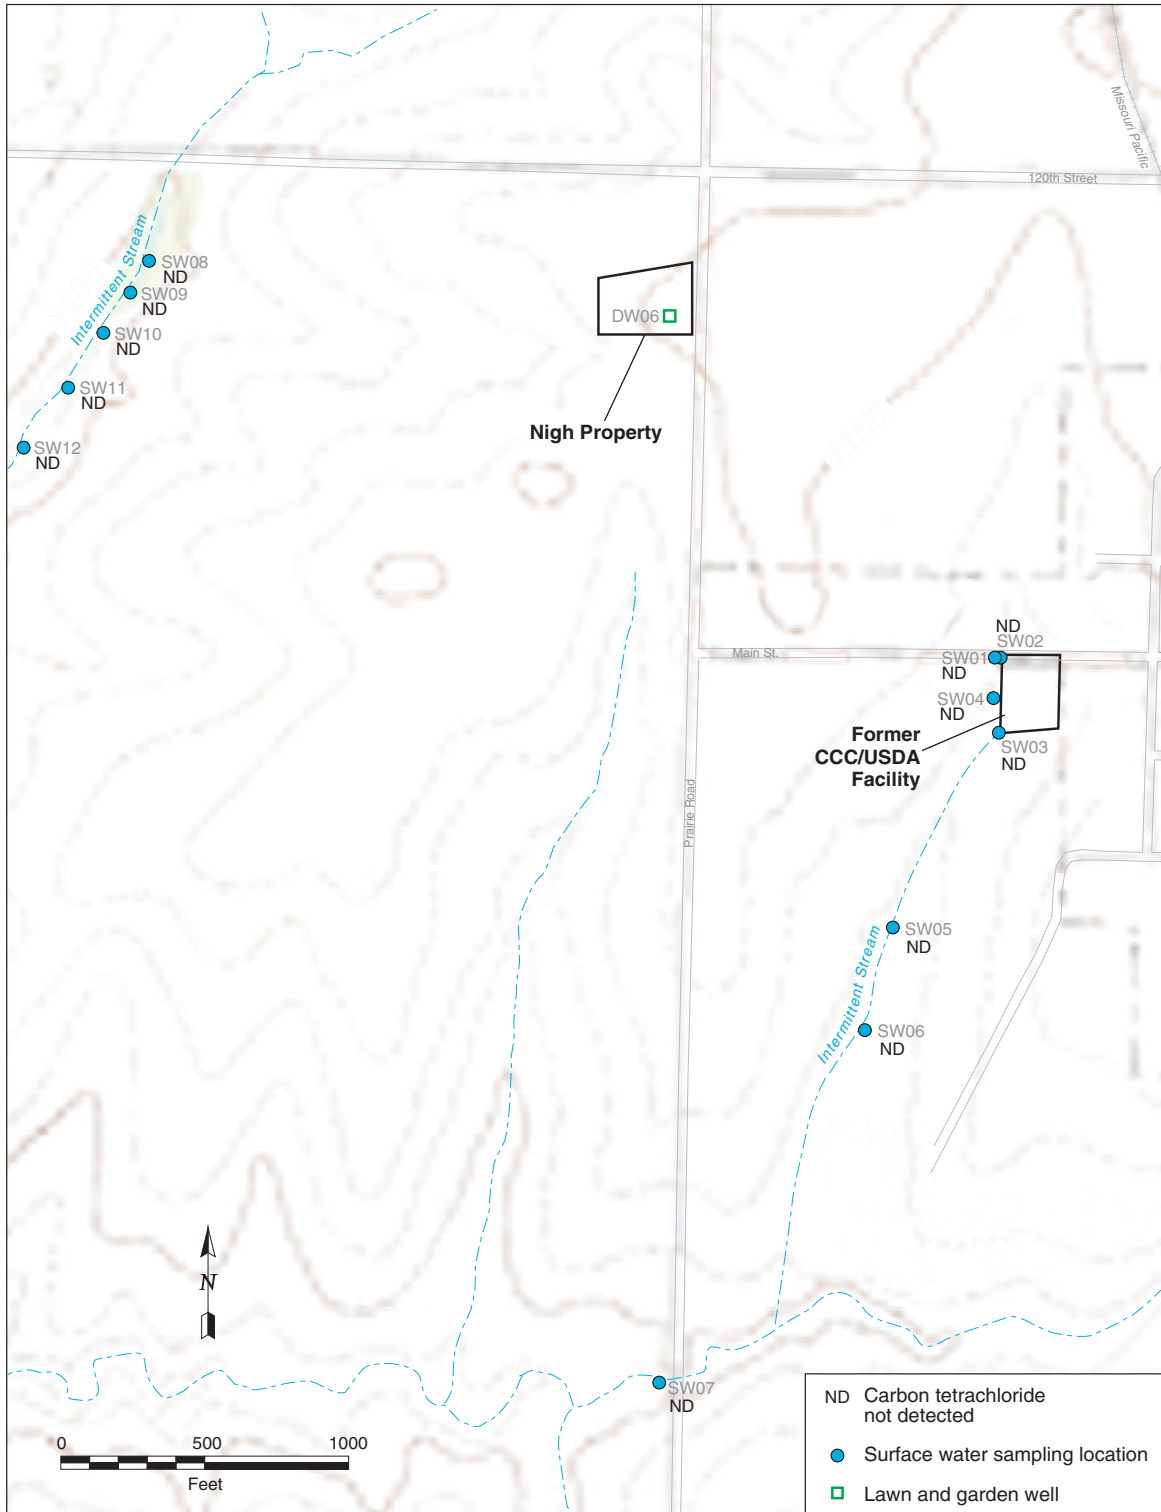 Missouri Pacific
120th Street
Intermittent Stream
SW08
ND
SW09
ND
SW10
ND
SW11
ND
SW12
ND
DW06
Nigh Property
1150
ND
SW02
Main St.
SW01
ND
SW04
ND
Former
CCC/USDA
Facility
SW03
ND
Prairie Road
SW05
ND
Intermittent Stream
SW06
ND
N
SW07
ND
0 500 1000
Feet
ND Carbon tetrachloride
not detected
Surface water sampling location
Lawn and garden well